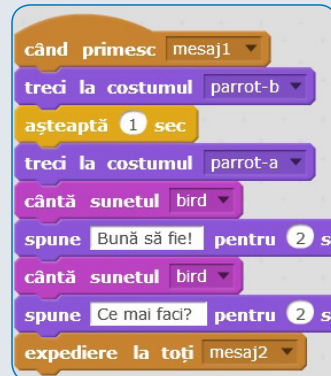 când primesc mesaj1
treci la costumul parrot-b
așteaptă 1 sec
treci la costumul parrot-a
cântă sunetul bird
spune Bună să fie! pentru 2 s
cântă sunetul bird
spune Ce mai faci? pentru 2 s
expediere la toți mesaj2